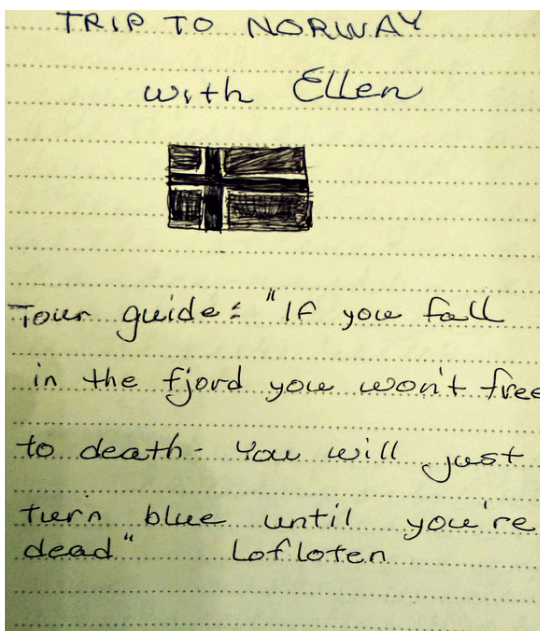 TRIP TO NORWAY
with Ellen
Tour guide: "If you fall
in the fjord you won't free
to death - You will just
turn blue until you're
dead" Lofloten